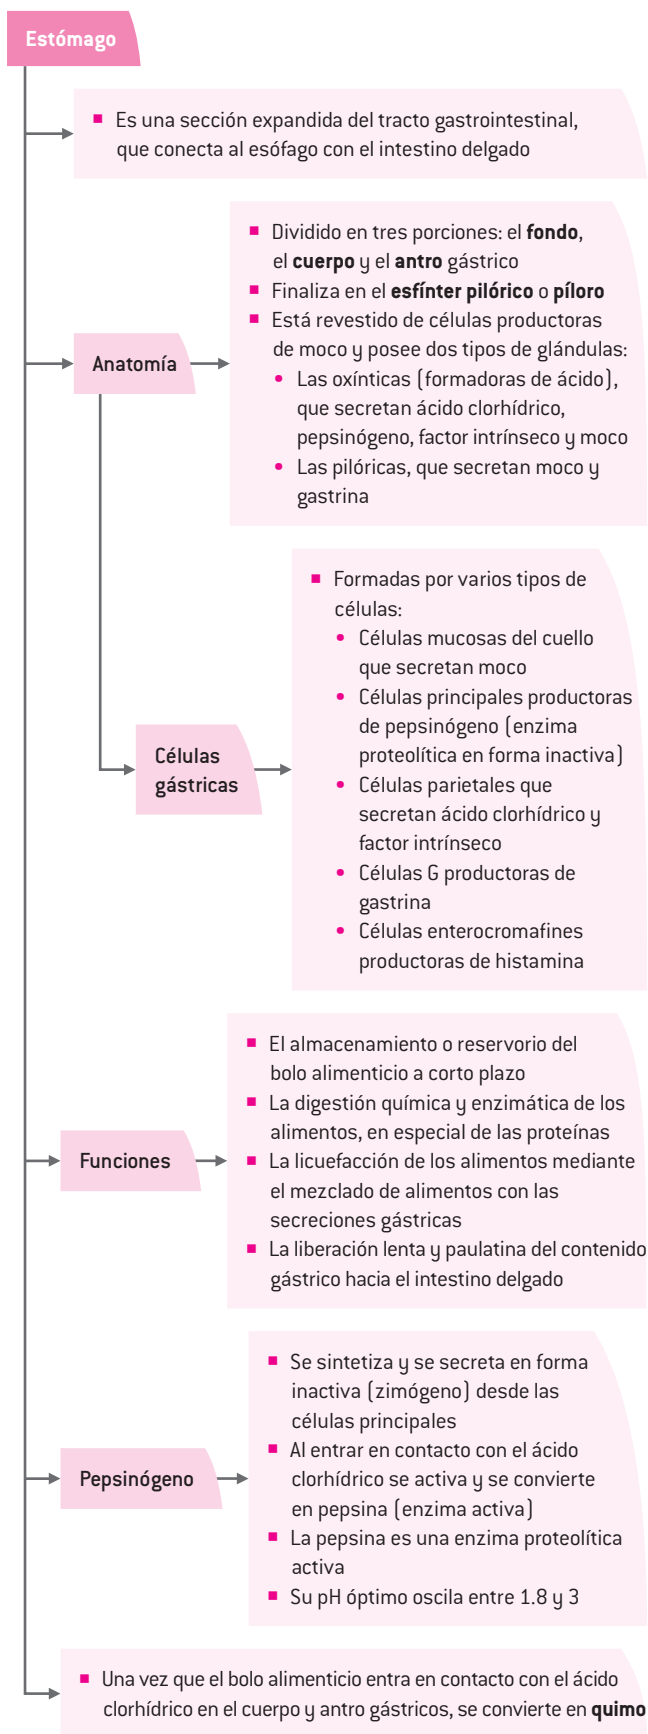 Estómago
▪ Es una sección expandida del tracto gastrointestinal,
que conecta al esófago con el intestino delgado
Anatomía
▪ Dividido en tres porciones: el fondo,
el cuerpo y el antro gástrico
▪ Finaliza en el esfínter pilórico o píloro
▪ Está revestido de células productoras
de moco y posee dos tipos de glándulas:
• Las oxínticas (formadoras de ácido),
que secretan ácido clorhídrico,
pepsinógeno, factor intrínseco y moco
• Las pilóricas, que secretan moco y
gastrina
Células
gástricas
▪ Formadas por varios tipos de
células:
• Células mucosas del cuello
que secretan moco
• Células principales productoras
de pepsinógeno (enzima
proteolítica en forma inactiva)
• Células parietales que
secretan ácido clorhídrico y
factor intrínseco
• Células G productoras de
gastrina
• Células enterocromafines
productoras de histamina
Funciones
▪ El almacenamiento o reservorio del
bolo alimenticio a corto plazo
▪ La digestión química y enzimática de los
alimentos, en especial de las proteínas
▪ La licuefacción de los alimentos mediante
el mezclado de alimentos con las
secreciones gástricas
▪ La liberación lenta y paulatina del contenido
gástrico hacia el intestino delgado
Pepsinógeno
▪ Se sintetiza y se secreta en forma
inactiva (zimógeno) desde las
células principales
▪ Al entrar en contacto con el ácido
clorhídrico se activa y se convierte
en pepsina (enzima activa)
▪ La pepsina es una enzima proteolítica
activa
▪ Su pH óptimo oscila entre 1.8 y 3
▪ Una vez que el bolo alimenticio entra en contacto con el ácido
clorhídrico en el cuerpo y antro gástricos, se convierte en quimo